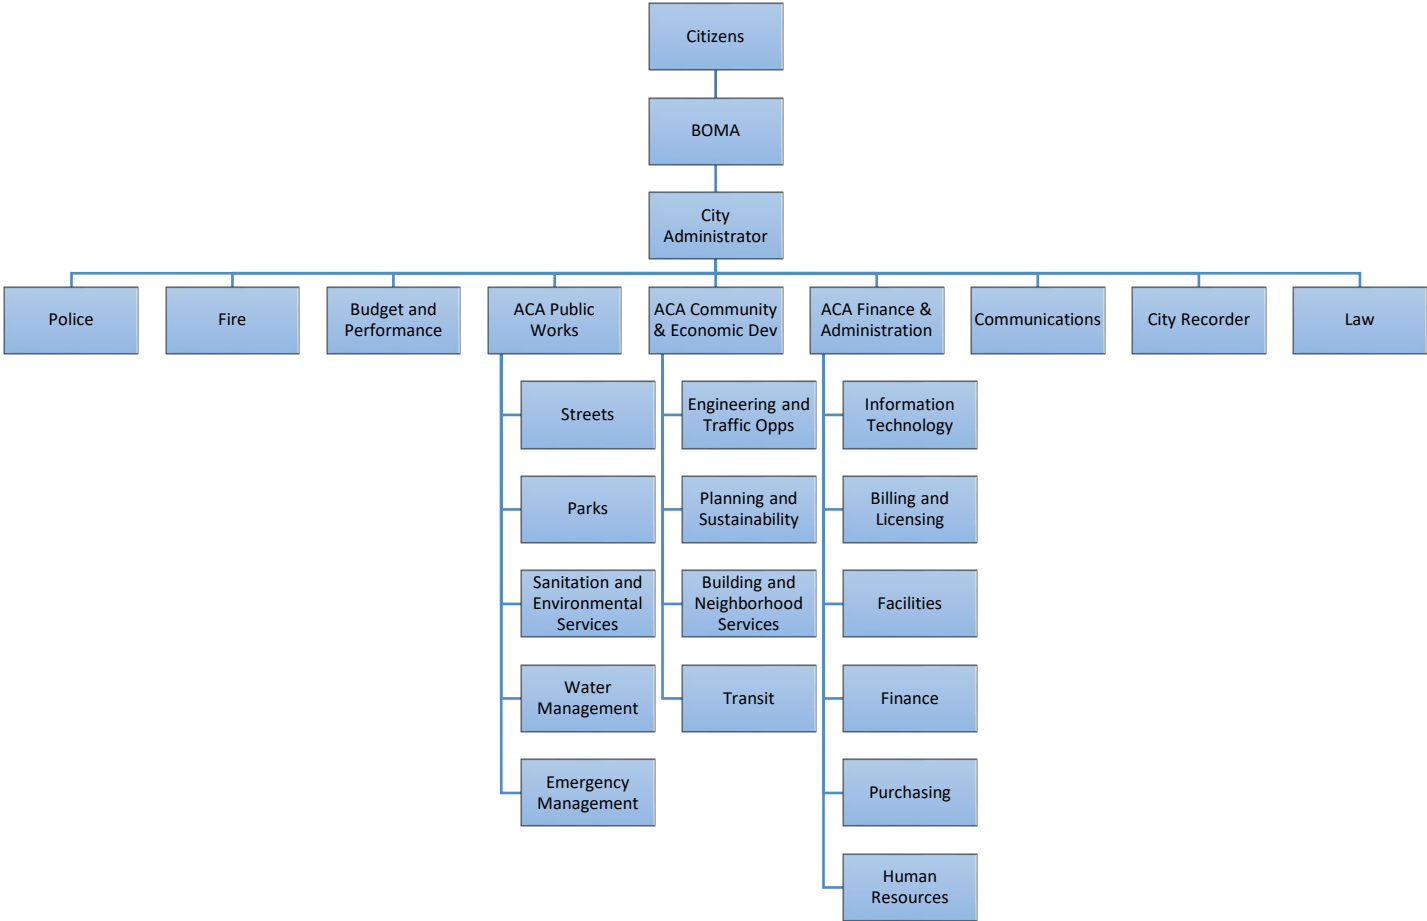 Citizens
BOMA
City
Administrator
Police
Fire
Budget and
Performance
ACA Public
Works
ACA Community
& Economic Dev
ACA Finance &
Administration
Communications
City Recorder
Law
Streets
Parks
Sanitation and
Environmental
Services
Water
Management
Emergency
Management
Engineering and
Traffic Opps
Planning and
Sustainability
Building and
Neighborhood
Services
Transit
Information
Technology
Billing and
Licensing
Facilities
Finance
Purchasing
Human
Resources